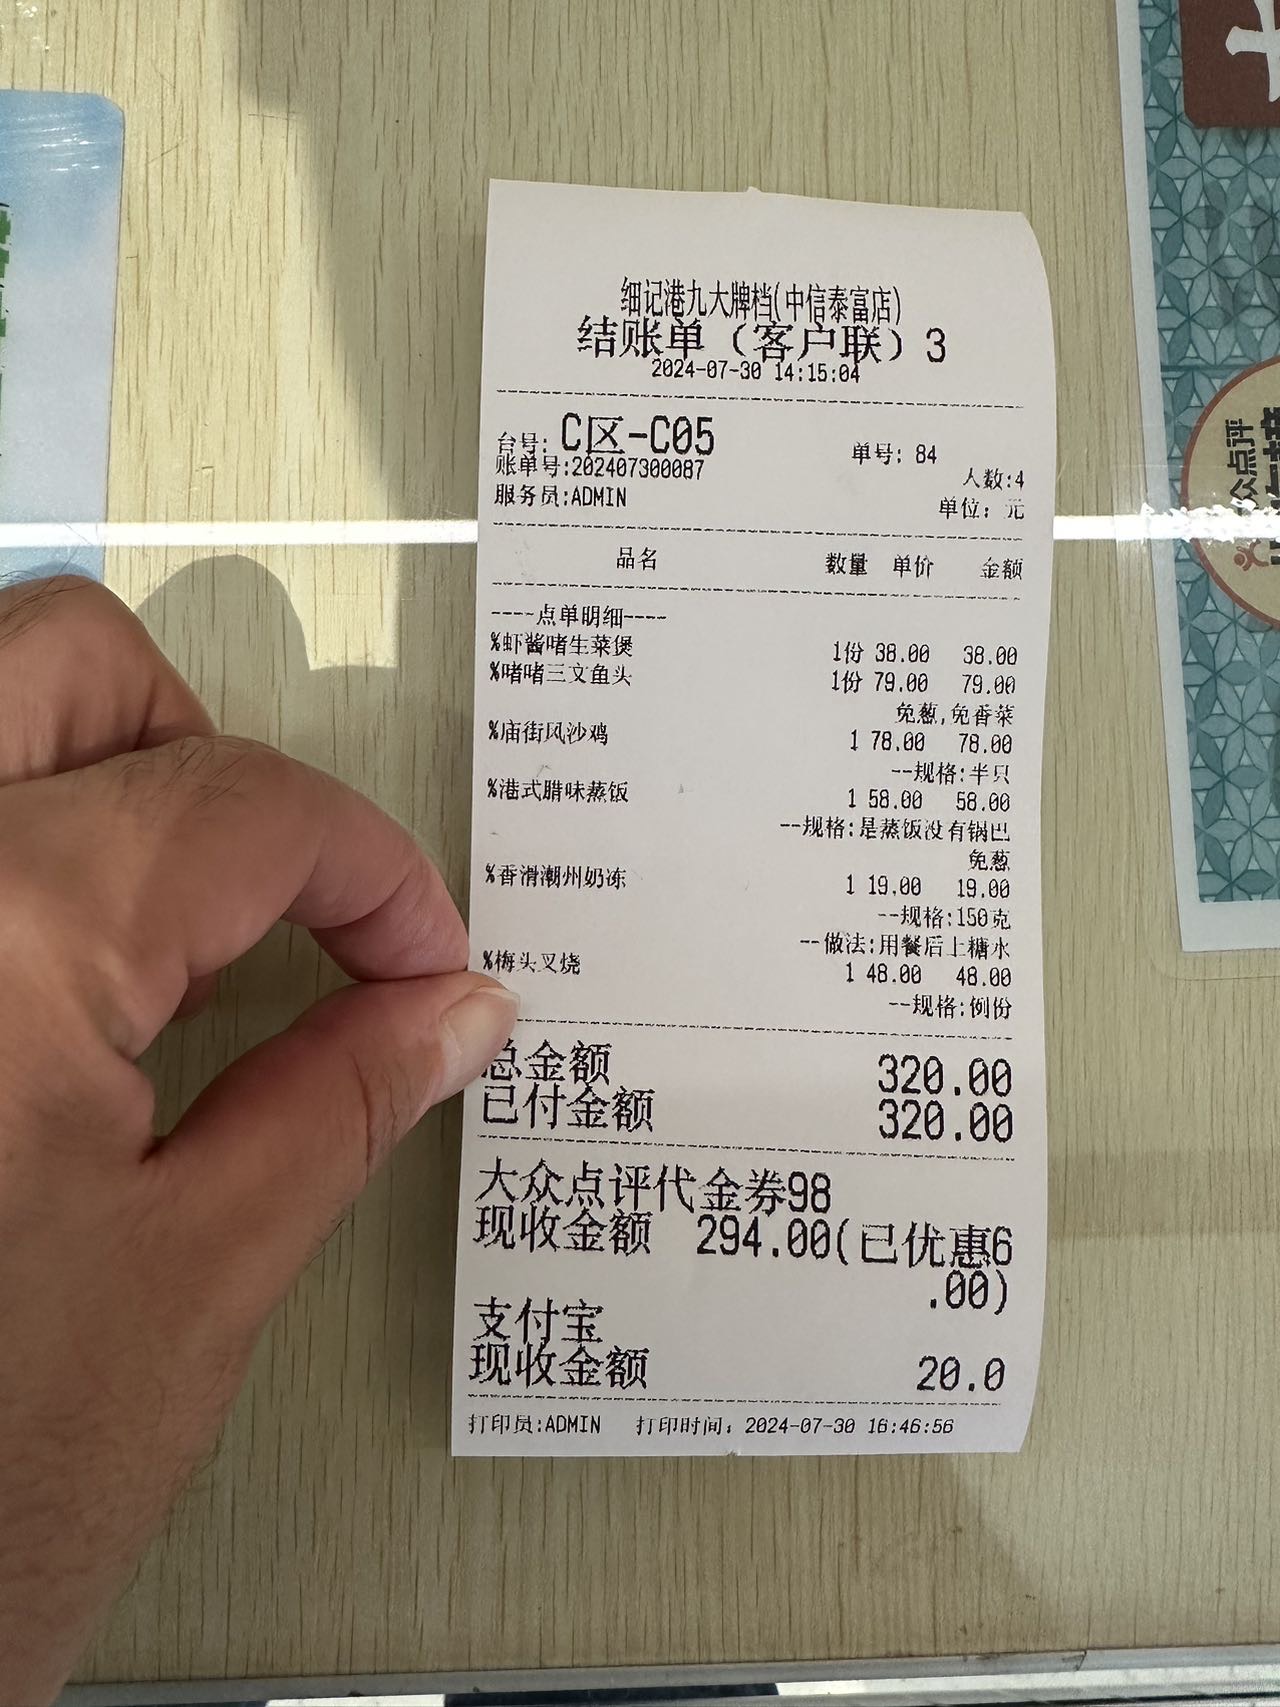 细记港九大牌档(中信泰富店)
结账单（客户联）3
2024-07-30 14:15:04
台号: C区-C05 单号: 84
账单号:202407300087 人数:4
服务员:ADMIN 单位: 元
品名 数量 单价 金额
----点单明细----
%虾酱啫生菜煲 1份 38.00 38.00
%啫啫三文鱼头 1份 79.00 79.00
免葱,免香菜
%庙街风沙鸡 1 78.00 78.00
--规格:半只
%港式腊味蒸饭 1 58.00 58.00
--规格:是蒸饭没有锅巴
免葱
%香滑潮州奶冻 1 19.00 19.00
--规格:150克
--做法:用餐后上糖水
%梅头叉烧 1 48.00 48.00
--规格:例份
总金额 320.00
已付金额 320.00
大众点评代金券98
现收金额 294.00(已优惠6
.00)
支付宝
现收金额 20.0
打印员:ADMIN 打印时间: 2024-07-30 16:46:56
众点评